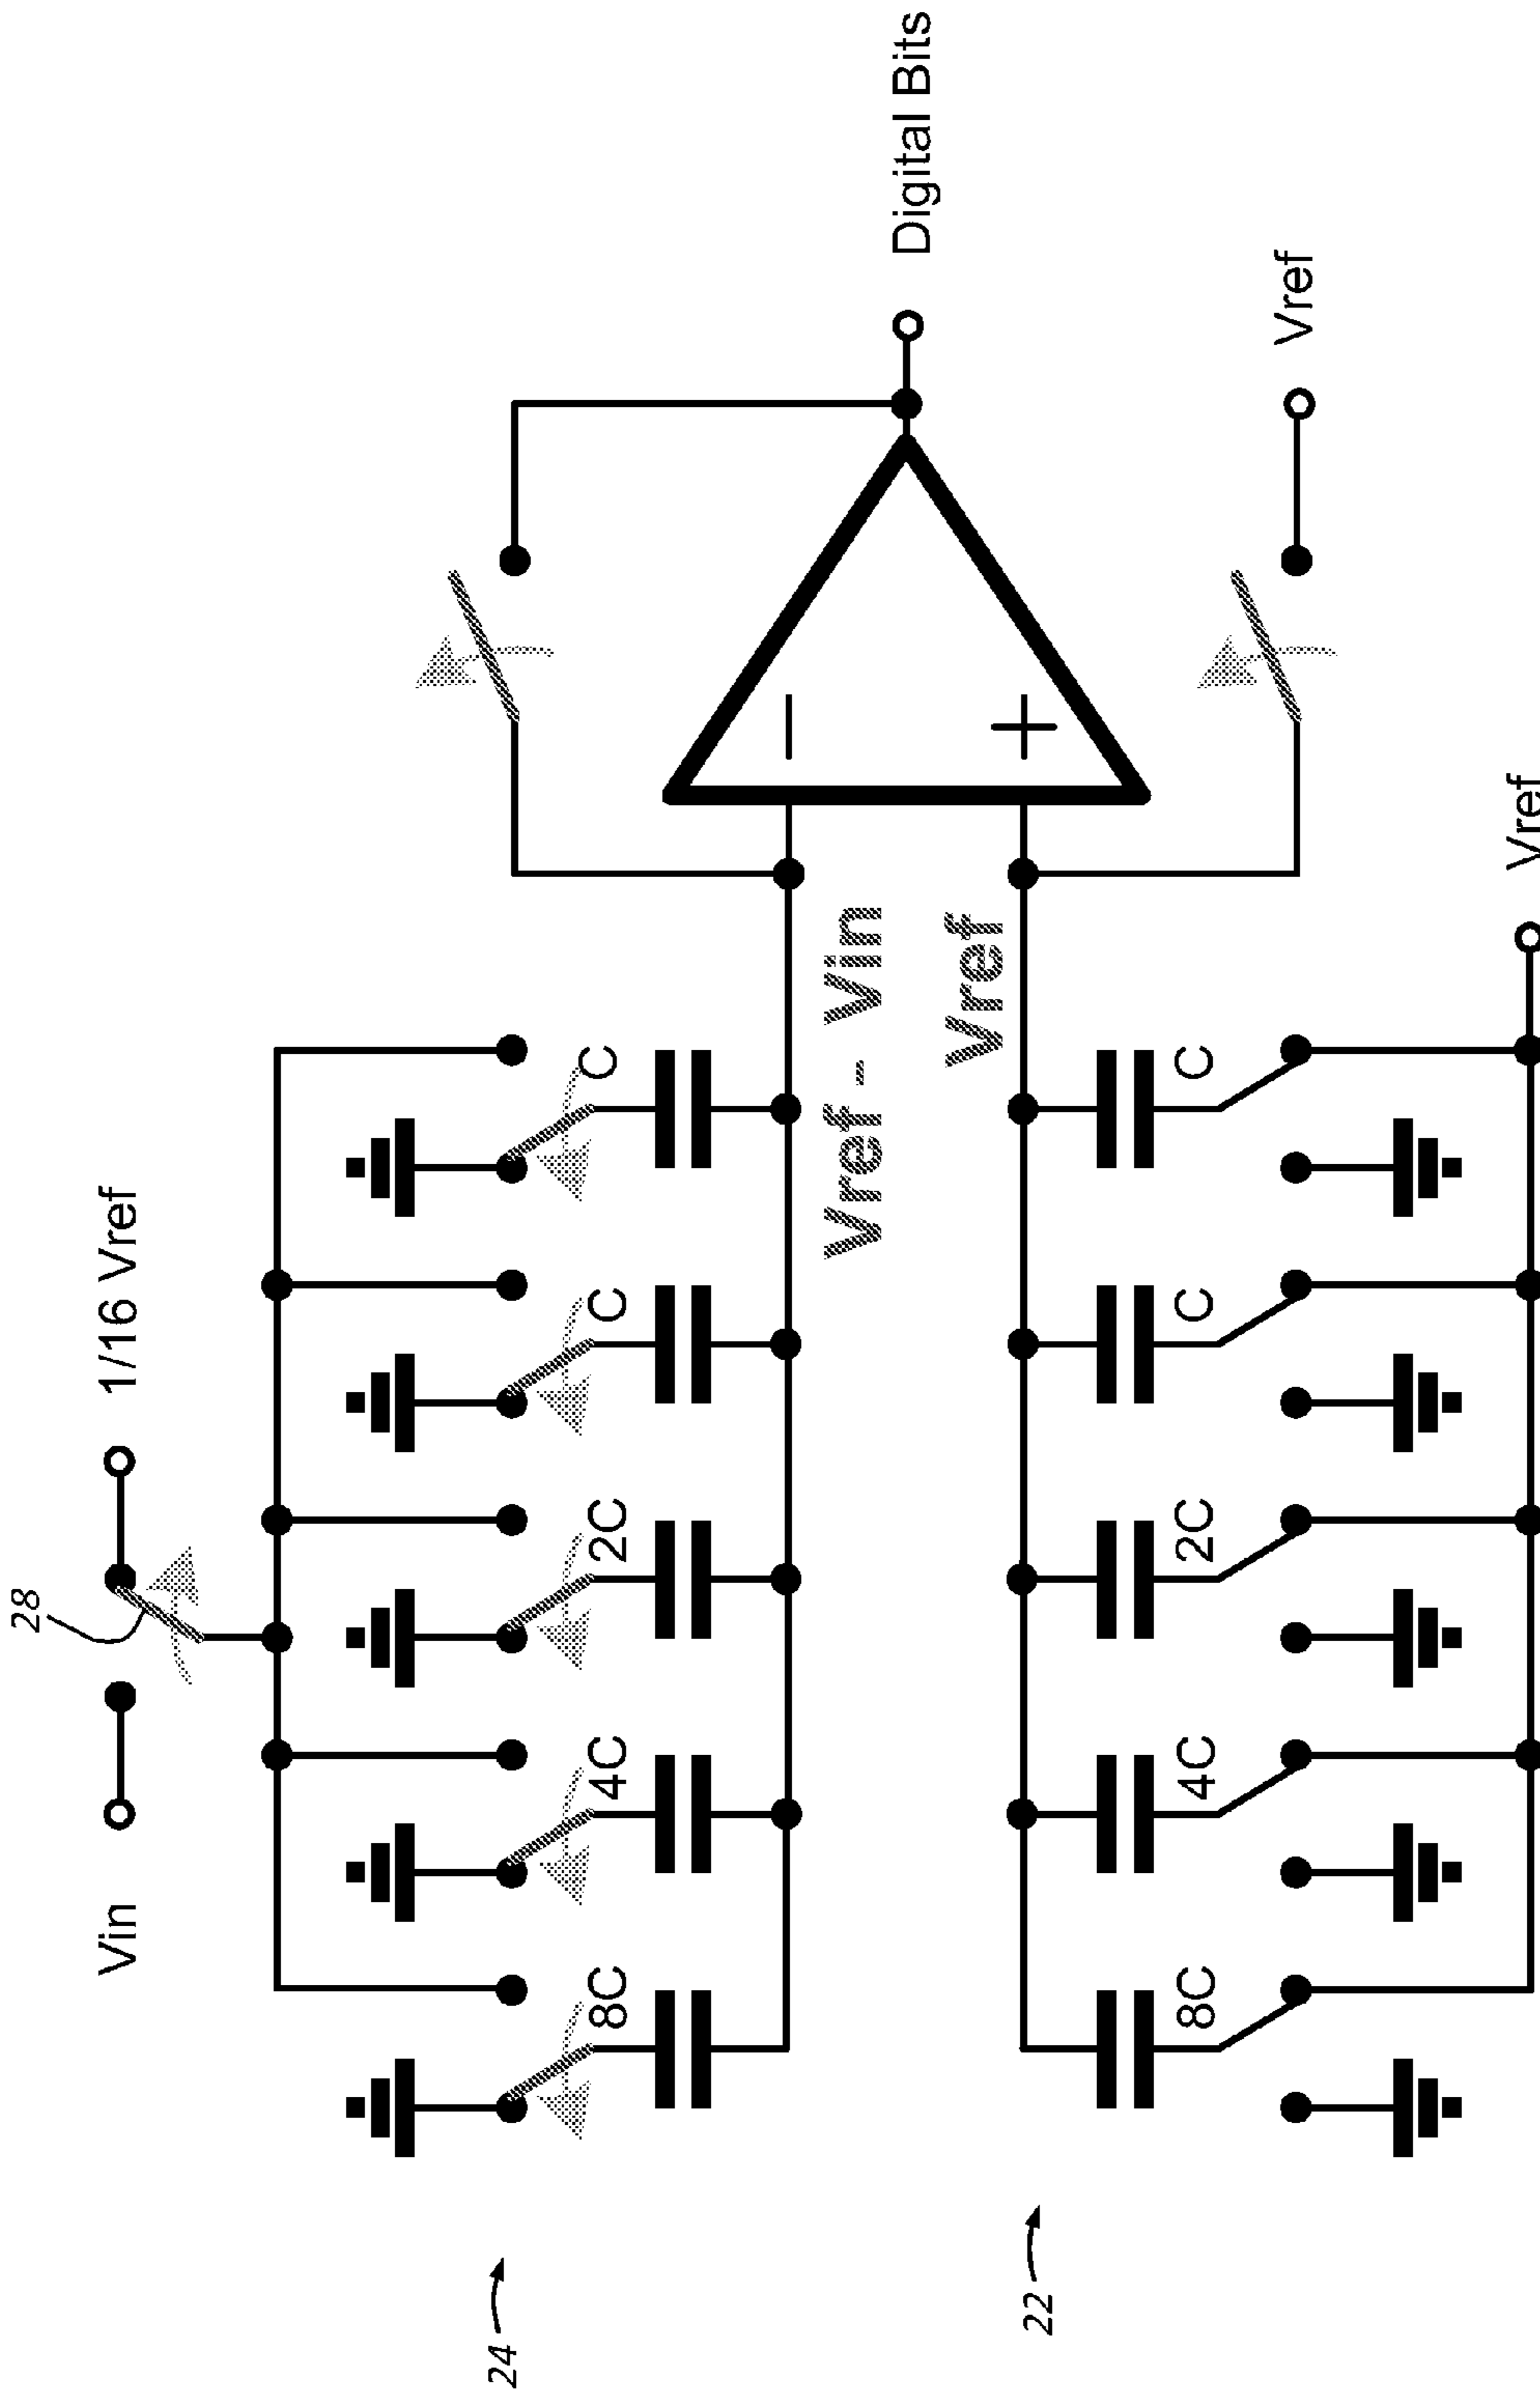 28
Vin
1/16 Vref
24
8C
4C
2C
C
C
Vref - Vin
Digital Bits
Vref
22
8C
4C
2C
C
C
Vref
Vref